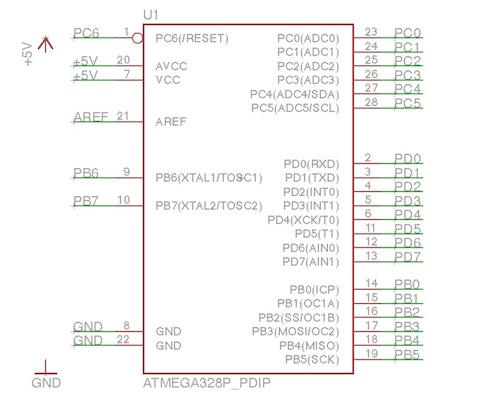 U1
+5V
PC6 1 PC6(/RESET)
+5V 20 AVCC
+5V 7 VCC
AREF 21 AREF
PB6 9 PB6(XTAL1/TOSC1)
PB7 10 PB7(XTAL2/TOSC2)
GND 8 GND
GND 22 GND
GND
PC0(ADC0) 23 PC0
PC1(ADC1) 24 PC1
PC2(ADC2) 25 PC2
PC3(ADC3) 26 PC3
PC4(ADC4/SDA) 27 PC4
PC5(ADC5/SCL) 28 PC5
PD0(RXD) 2 PD0
PD1(TXD) 3 PD1
PD2(INT0) 4 PD2
PD3(INT1) 5 PD3
PD4(XCK/T0) 6 PD4
PD5(T1) 11 PD5
PD6(AIN0) 12 PD6
PD7(AIN1) 13 PD7
PB0(ICP) 14 PB0
PB1(OC1A) 15 PB1
PB2(SS/OC1B) 16 PB2
PB3(MOSI/OC2) 17 PB3
PB4(MISO) 18 PB4
PB5(SCK) 19 PB5
ATMEGA328P_PDIP